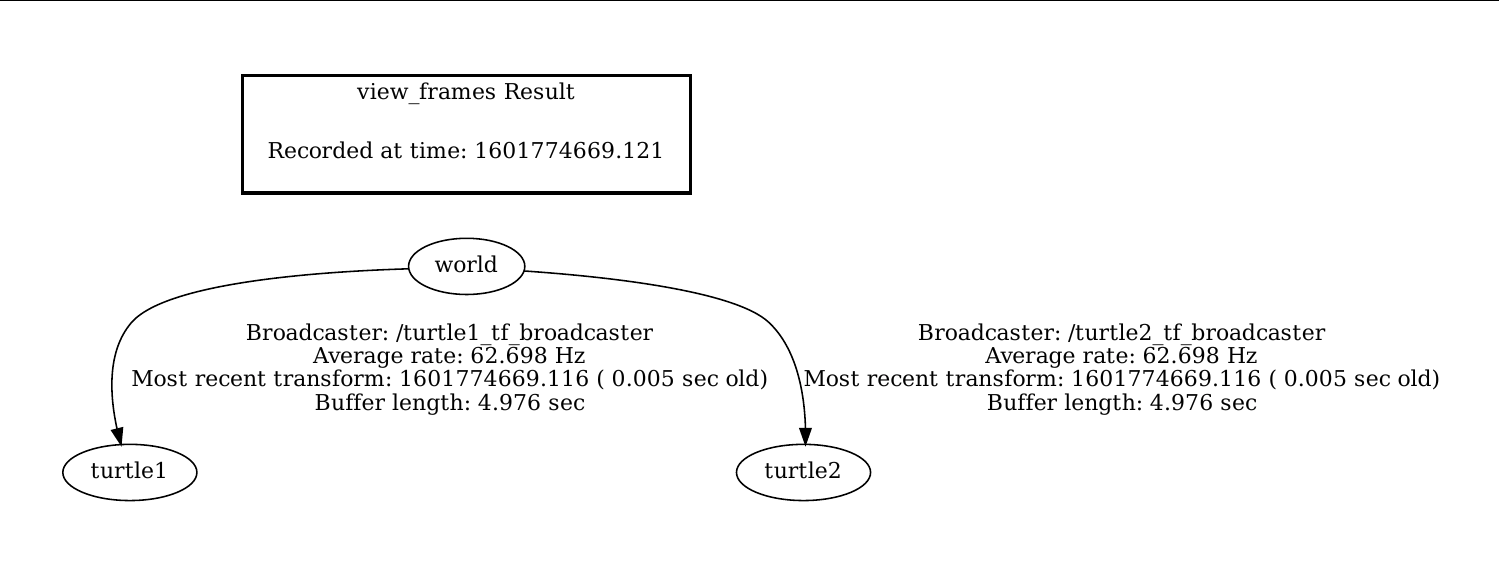 view_frames Result
Recorded at time: 1601774669.121
world
Broadcaster: /turtle1_tf_broadcaster
Average rate: 62.698 Hz
Most recent transform: 1601774669.116 ( 0.005 sec old)
Buffer length: 4.976 sec
Broadcaster: /turtle2_tf_broadcaster
Average rate: 62.698 Hz
Most recent transform: 1601774669.116 ( 0.005 sec old)
Buffer length: 4.976 sec
turtle1
turtle2